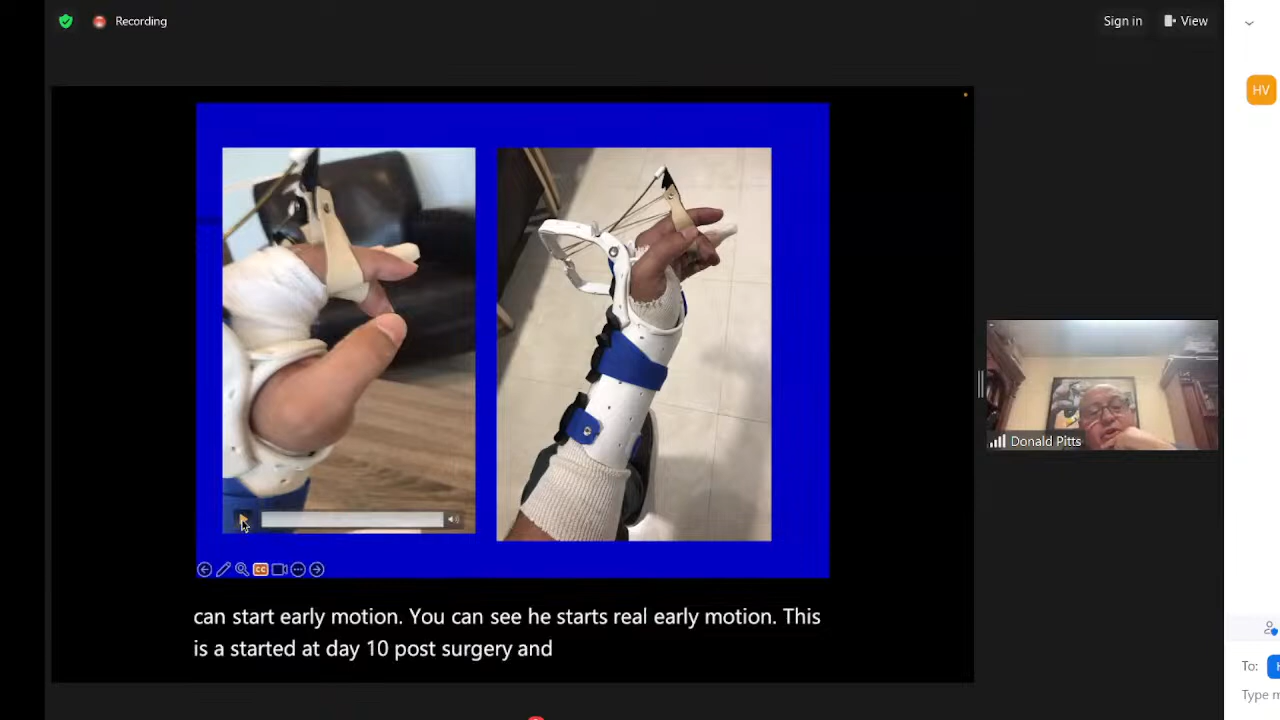 Recording
Sign in
View
HV
CC
Donald Pitts
can start early motion. You can see he starts real early motion. This
is a started at day 10 post surgery and
To:
Type